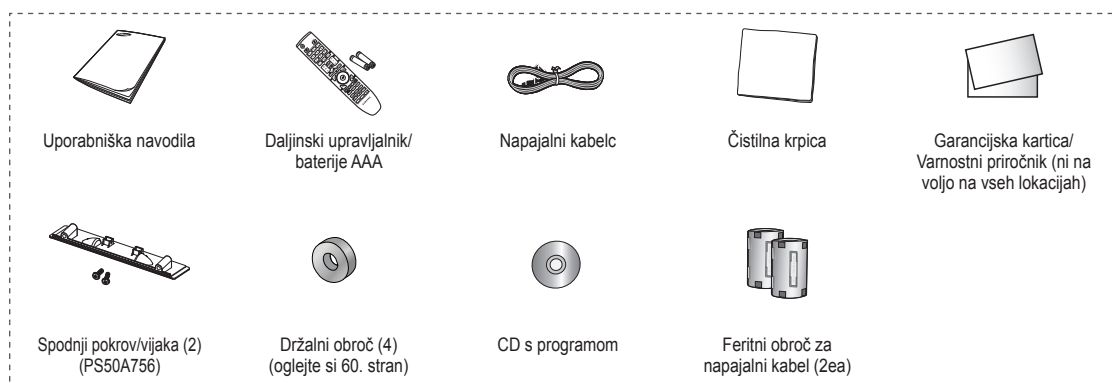 Uporabniška navodila
Daljinski upravljalnik/
baterije AAA
Napajalni kabelc
Čistilna krpica
Garancijska kartica/
Varnostni priročnik (ni na
voljo na vseh lokacijah)
Spodnji pokrov/vijaka (2)
(PS50A756)
Držalni obroč (4)
(oglejte si 60. stran)
CD s programom
Feritni obroč za
napajalni kabel (2ea)